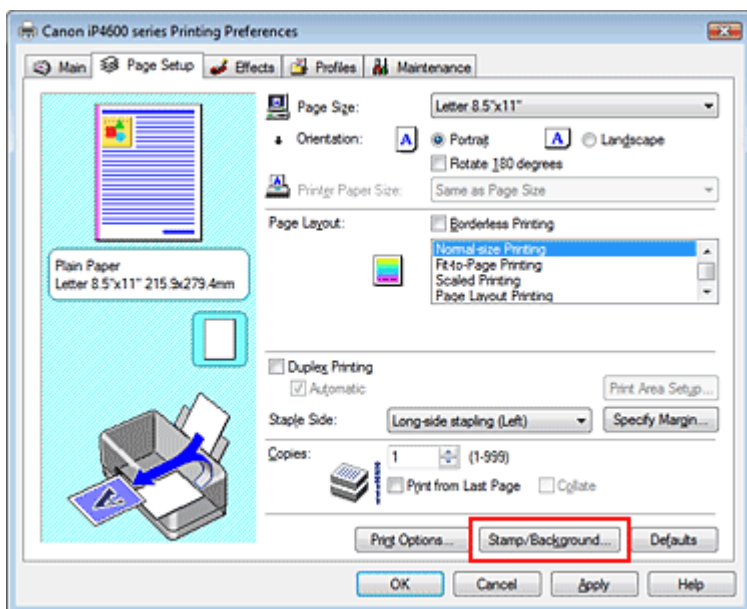 Canon iP4600 series Printing Preferences
Main Page Setup Effects Profiles Maintenance
Page Size: Letter 8.5"x11"
Orientation: A Portrait A Landscape
Rotate 180 degrees
Printer Paper Size: Same as Page Size
Page Layout: Borderless Printing
Normal-size Printing
Fit-to-Page Printing
Scaled Printing
Page Layout Printing
Plain Paper
Letter 8.5"x11" 215.9x279.4mm
Duplex Printing
Automatic
Print Area Setup...
Staple Side: Long-side stapling (Left) Specify Margin...
Copies: 1 (1-999)
Print from Last Page Collate
Print Options... Stamp/Background... Defaults
OK Cancel Apply Help